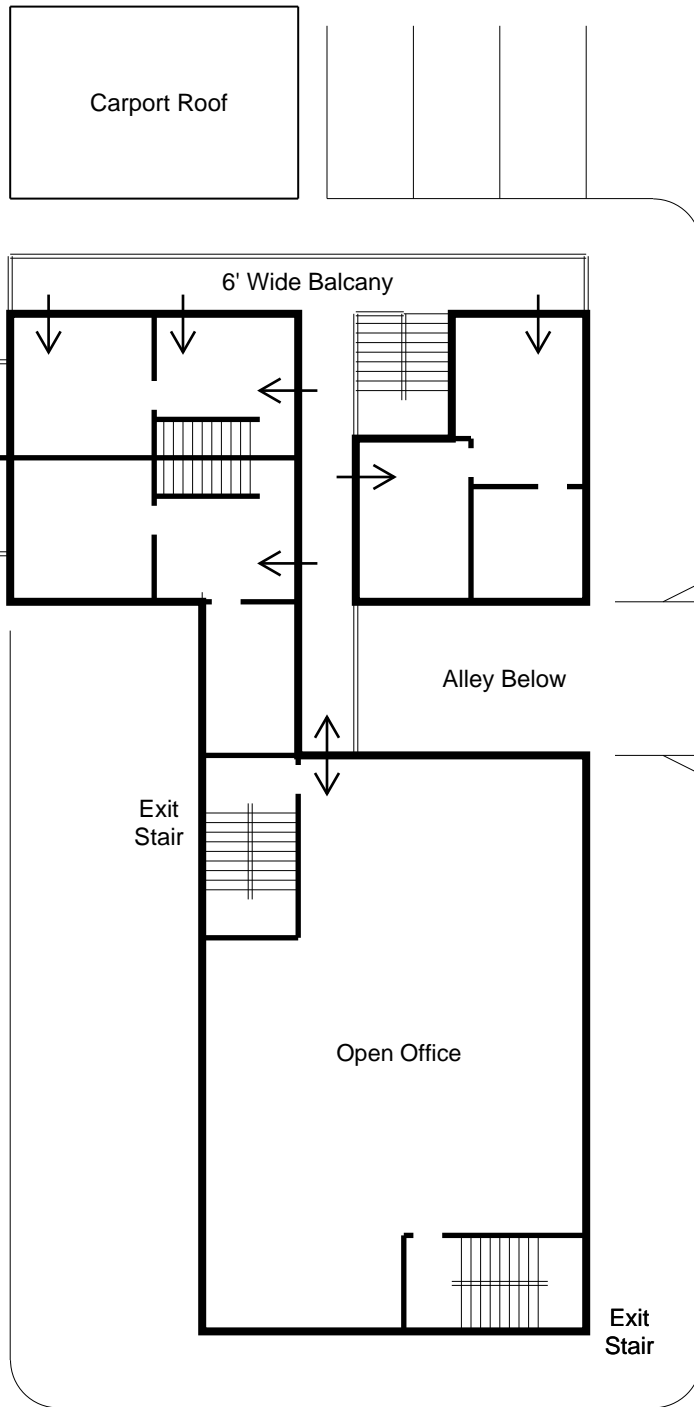 Carport Roof
6' Wide Balcany
Alley Below
Exit
Stair
Open Office
Exit
Stair